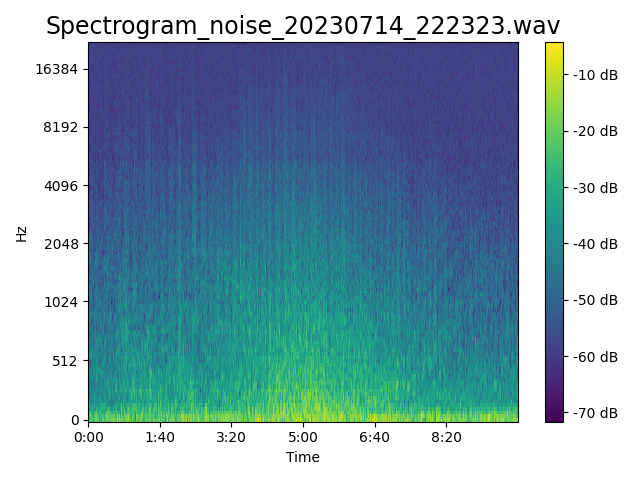 Spectrogram_noise_20230714_222323.wav
16384
8192
4096
2048
1024
512
0
Hz
0:00 1:40 3:20 5:00 6:40 8:20
Time
-10 dB
-20 dB
-30 dB
-40 dB
-50 dB
-60 dB
-70 dB